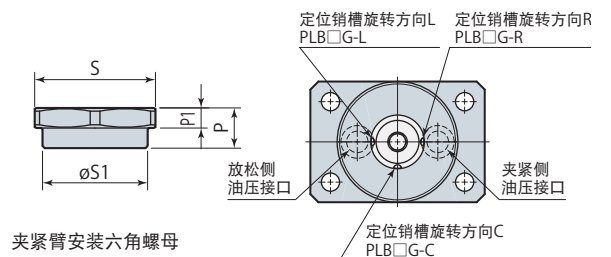 定位销槽旋转方向L
PLB□G-L
定位销槽旋转方向R
PLB□G-R
S
P1
P
øS1
放松侧
油压接口
夹紧侧
油压接口
夹紧臂安装六角螺母
定位销槽旋转方向C
PLB□G-C